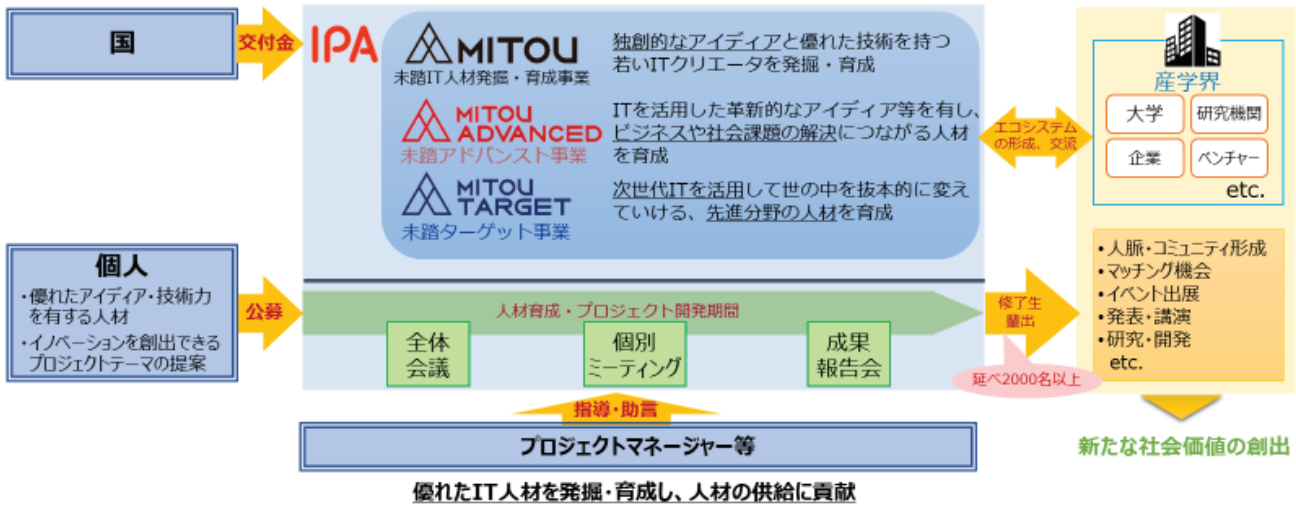 国
交付金
IPA
MITOU
未踏IT人材発掘・育成事業
独創的なアイディアと優れた技術を持つ
若いITクリエータを発掘・育成
MITOU
ADVANCED
未踏アドバンスト事業
ITを活用した革新的なアイディア等を有し、
ビジネスや社会課題の解決につながる人材
を育成
MITOU
TARGET
未踏ターゲット事業
次世代ITを活用して世の中を抜本的に変え
ていける、先進分野の人材を育成
エコシステム
の形成、交流
産学界
大学
研究機関
企業
ベンチャー
etc.
個人
・優れたアイディア・技術力
を有する人材
・イノベーションを創出できる
プロジェクトテーマの提案
公募
人材育成・プロジェクト開発期間
全体
会議
個別
ミーティング
成果
報告会
修了生
輩出
延べ2000名以上
・人脈・コミュニティ形成
・マッチング機会
・イベント出展
・発表・講演
・研究・開発
etc.
指導・助言
プロジェクトマネージャー等
新たな社会価値の創出
優れたIT人材を発掘・育成し、人材の供給に貢献